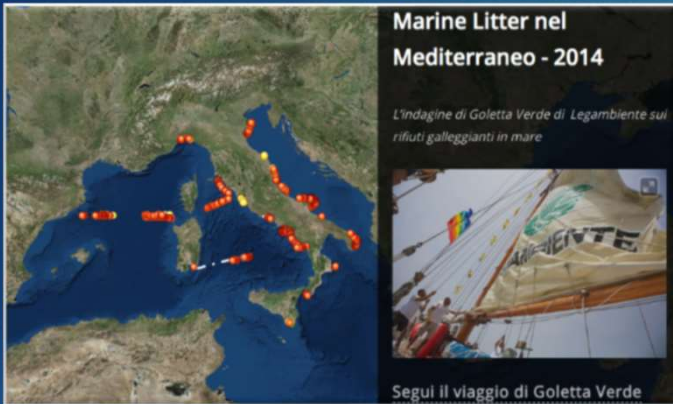 Marine Litter nel
Mediterraneo - 2014
L'indagine di Goletta Verde di Legambiente sui
rifiuti galleggianti in mare
AMBIENTE
Segui il viaggio di Goletta Verde